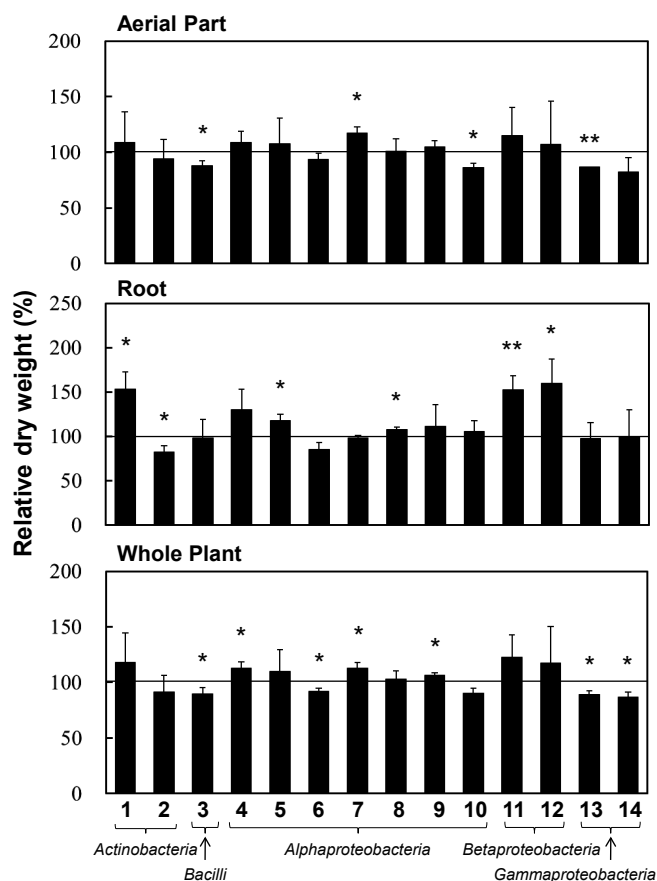 Aerial Part
200
150
100
50
0
* * * **
Root
250
200
150
100
50
0
* * * * ** *
Whole Plant
200
150
100
50
0
* * * * * * *
Relative dry weight (%)
1 2 3 4 5 6 7 8 9 10 11 12 13 14
Actinobacteria Alphaproteobacteria Betaproteobacteria
Bacilli Gammaproteobacteria